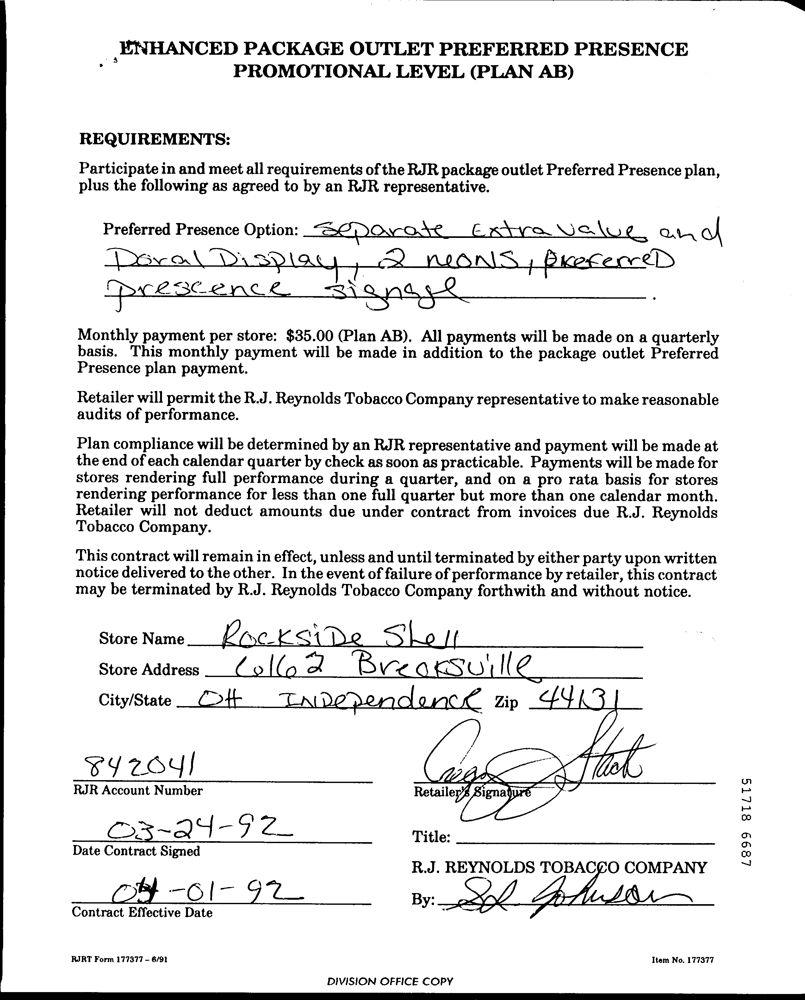 ENHANCED PACKAGE OUTLET PREFERRED PRESENCE
PROMOTIONAL LEVEL (PLAN AB)
REQUIREMENTS:
Participate in and meet all requirements of the RJR package outlet Preferred Presence plan,
plus the following as agreed to by an RJR representative.
Preferred Presence Option: Separate Extra Value and
Doral Display, 2 neons, preferred
prescence signage.
Monthly payment per store: $35.00 (Plan AB). All payments will be made on a quarterly
basis. This monthly payment will be made in addition to the package outlet Preferred
Presence plan payment.
Retailer will permit the R.J. Reynolds Tobacco Company representative to make reasonable
audits of performance.
Plan compliance will be determined by an RJR representative and payment will be made at
the end of each calendar quarter by check as soon as practicable. Payments will be made for
stores rendering full performance during a quarter, and on a pro rata basis for stores
rendering performance for less than one full quarter but more than one calendar month.
Retailer will not deduct amounts due under contract from invoices due R.J. Reynolds
Tobacco Company.
This contract will remain in effect, unless and until terminated by either party upon written
notice delivered to the other. In the event of failure of performance by retailer, this contract
may be terminated by R.J. Reynolds Tobacco Company forthwith and without notice.
Store Name Rockside Shell
Store Address Brecksville
City/State OH Independence Zip 44131
842041
RJR Account Number
Retailer's Signature
03-24-92
Date Contract Signed
Title:
R.J. REYNOLDS TOBACCO COMPANY
04-01-92
Contract Effective Date
By: Johnson
51718 6687
RJRT Form 177377 – 6/91
Item No. 177377
DIVISION OFFICE COPY